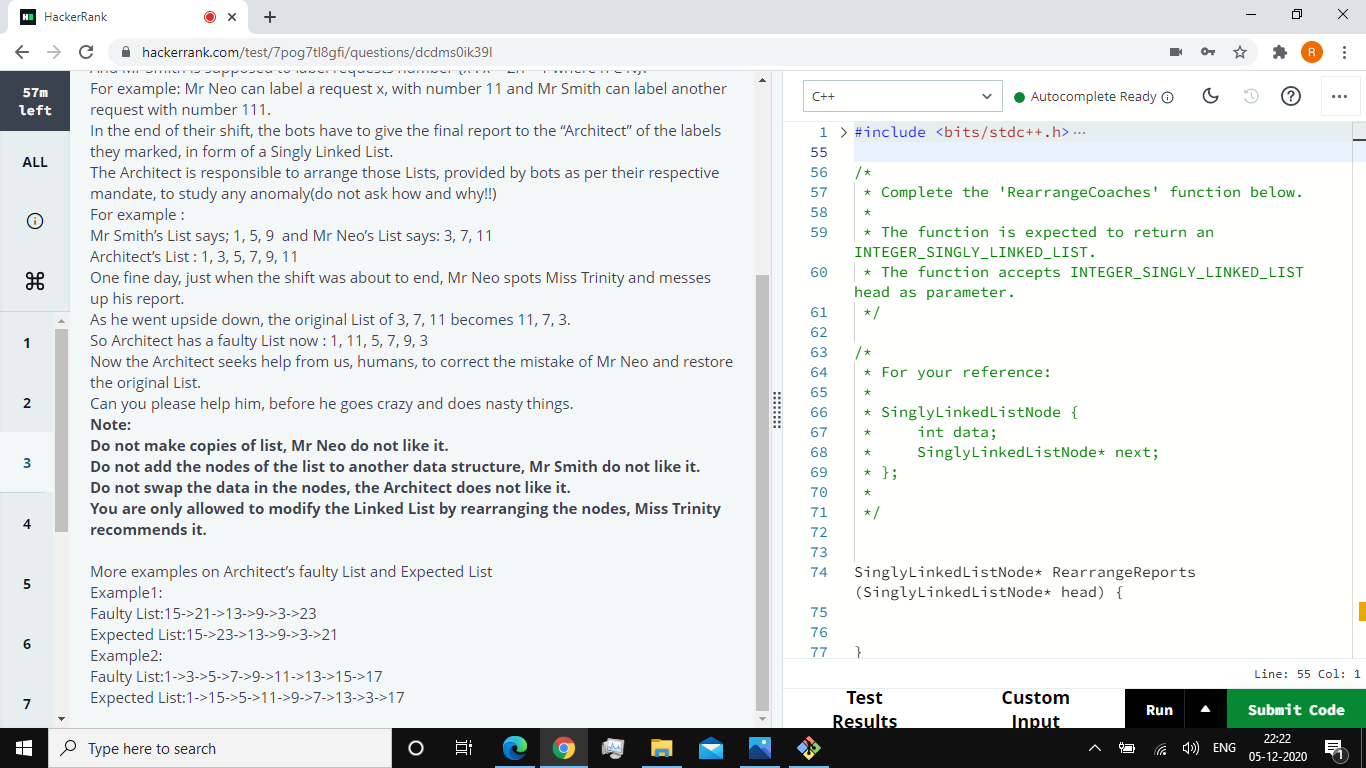 HackerRank
hackerrank.com/test/7pog7tl8gfi/questions/dcdms0ik39l
R
57m
left
ALL
1
2
3
4
5
6
7
For example: Mr Neo can label a request x, with number 11 and Mr Smith can label another
request with number 111.
In the end of their shift, the bots have to give the final report to the “Architect” of the labels
they marked, in form of a Singly Linked List.
The Architect is responsible to arrange those Lists, provided by bots as per their respective
mandate, to study any anomaly(do not ask how and why!!)
For example :
Mr Smith’s List says; 1, 5, 9 and Mr Neo’s List says: 3, 7, 11
Architect’s List : 1, 3, 5, 7, 9, 11
One fine day, just when the shift was about to end, Mr Neo spots Miss Trinity and messes
up his report.
As he went upside down, the original List of 3, 7, 11 becomes 11, 7, 3.
So Architect has a faulty List now : 1, 11, 5, 7, 9, 3
Now the Architect seeks help from us, humans, to correct the mistake of Mr Neo and restore
the original List.
Can you please help him, before he goes crazy and does nasty things.
Note:
Do not make copies of list, Mr Neo do not like it.
Do not add the nodes of the list to another data structure, Mr Smith do not like it.
Do not swap the data in the nodes, the Architect does not like it.
You are only allowed to modify the Linked List by rearranging the nodes, Miss Trinity
recommends it.
More examples on Architect’s faulty List and Expected List
Example1:
Faulty List:15->21->13->9->3->23
Expected List:15->23->13->9->3->21
Example2:
Faulty List:1->3->5->7->9->11->13->15->17
Expected List:1->15->5->11->9->7->13->3->17
C++
Autocomplete Ready
1 #include <bits/stdc++.h>···
55
56 /*
57 * Complete the 'RearrangeCoaches' function below.
58 *
59 * The function is expected to return an
INTEGER_SINGLY_LINKED_LIST.
60 * The function accepts INTEGER_SINGLY_LINKED_LIST
head as parameter.
61 */
62
63 /*
64 * For your reference:
65 *
66 * SinglyLinkedListNode {
67 * int data;
68 * SinglyLinkedListNode* next;
69 * };
70 *
71 */
72
73
74 SinglyLinkedListNode* RearrangeReports
(SinglyLinkedListNode* head) {
75
76
77 }
Line: 55 Col: 1
Test
Results
Custom
Input
Run
Submit Code
Type here to search
ENG
22:22
05-12-2020
1